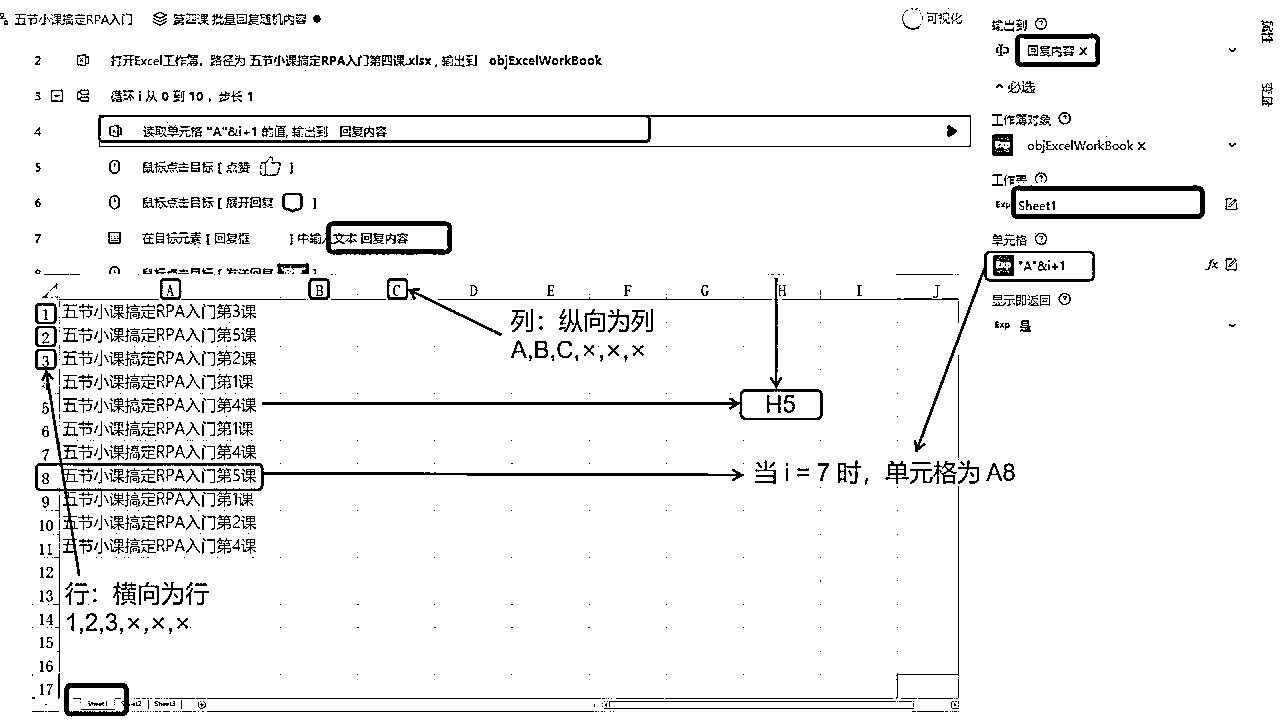 五节小课搞定RPA入门 第四课 批量回复随机内容 ●
可视化
2 打开Excel工作簿，路径为 五节小课搞定RPA入门第四课.xlsx，输出到 objExcelWorkBook
3 循环 i 从 0 到 10，步长 1
4 读取单元格 "A"&i+1 的值, 输出到 回复内容
5 鼠标点击目标 [ 点赞 ]
6 鼠标点击目标 [ 展开回复 ]
7 在目标元素 [ 回复框 ] 中输入文本 回复内容
鼠标点击目标 [ 发送回复 ]
输出到
回复内容 ×
必选
工作簿对象
Exp objExcelWorkBook ×
工作表
Exp Sheet1
单元格
Exp "A"&i+1 fx
显示即返回
Exp 是
属性
变量
A B C D E F G H I J
1 五节小课搞定RPA入门第3课
2 五节小课搞定RPA入门第5课
3 五节小课搞定RPA入门第2课
4 五节小课搞定RPA入门第1课
5 五节小课搞定RPA入门第4课
6 五节小课搞定RPA入门第1课
7 五节小课搞定RPA入门第4课
8 五节小课搞定RPA入门第5课
9 五节小课搞定RPA入门第1课
10 五节小课搞定RPA入门第2课
11 五节小课搞定RPA入门第4课
12
13
14
15
16
17
列：纵向为列
A,B,C,×,×,×
H5
当 i = 7 时，单元格为 A8
行：横向为行
1,2,3,×,×,×
Sheet1 Sheet3